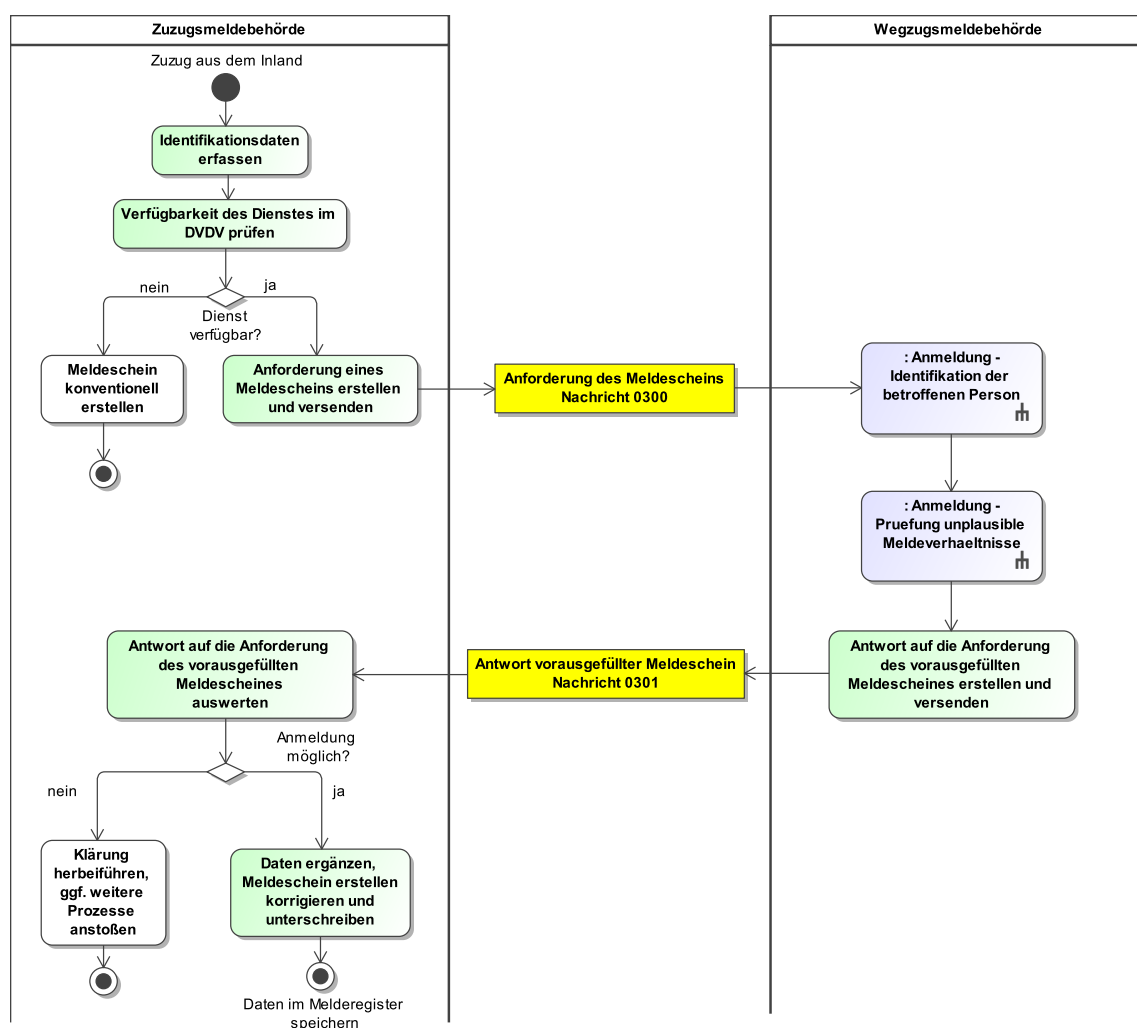 Zuzugsmeldebehörde
Wegzugsmeldebehörde
Zuzug aus dem Inland
Identifikationsdaten
erfassen
Verfügbarkeit des Dienstes im
DVDV prüfen
nein
ja
Dienst
verfügbar?
Meldeschein
konventionell
erstellen
Anforderung eines
Meldescheins erstellen
und versenden
Anforderung des Meldescheins
Nachricht 0300
: Anmeldung -
Identifikation der
betroffenen Person
: Anmeldung -
Pruefung unplausible
Meldeverhaeltnisse
Antwort auf die Anforderung
des vorausgefüllten
Meldescheines erstellen und
versenden
Antwort vorausgefüllter Meldeschein
Nachricht 0301
Antwort auf die Anforderung
des vorausgefüllten
Meldescheines
auswerten
Anmeldung
möglich?
nein
ja
Klärung
herbeiführen,
ggf. weitere
Prozesse
anstoßen
Daten ergänzen,
Meldeschein erstellen
korrigieren und
unterschreiben
Daten im Melderegister
speichern